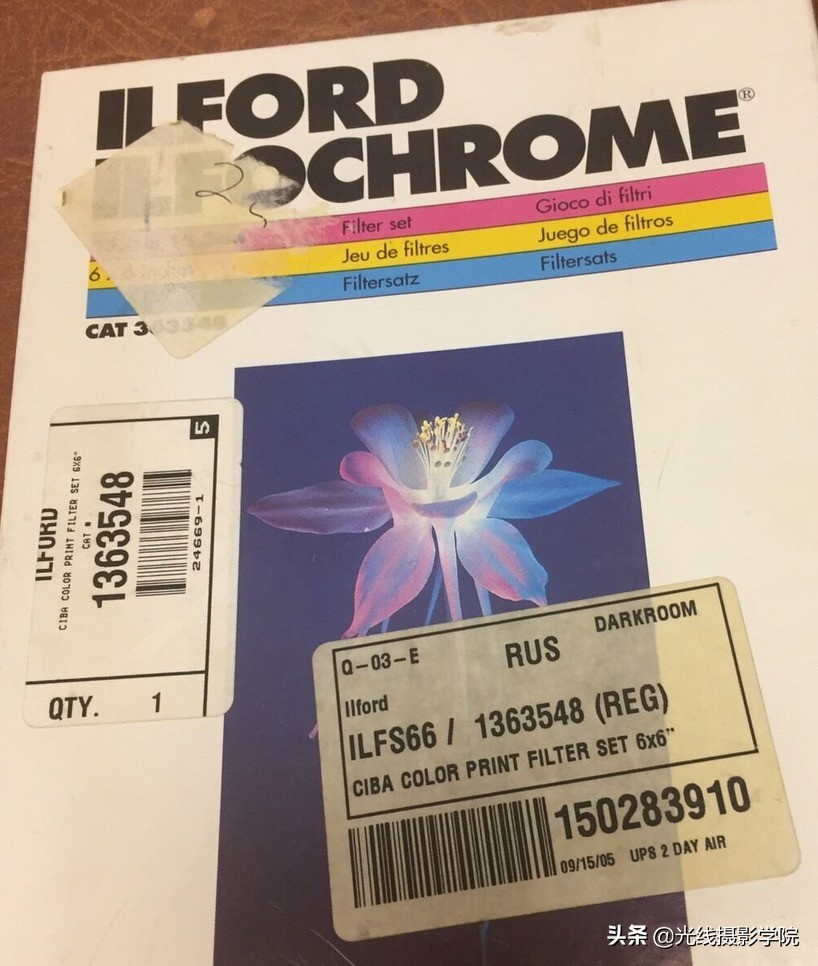 ILFORD
ILFOCHROME®
Filter set
Gioco di filtri
Jeu de filtres
Juego de filtros
Filtersatz
Filtersats
CAT
5
ILFORD
CIBA COLOR PRINT FILTER SET 6X6"
CAT #
1363548
24669-1
QTY. 1
Q-03-E RUS DARKROOM
Ilford
ILFS66 / 1363548 (REG)
CIBA COLOR PRINT FILTER SET 6x6"
150283910
09/15/05 UPS 2 DAY AIR
头条 @光线摄影学院